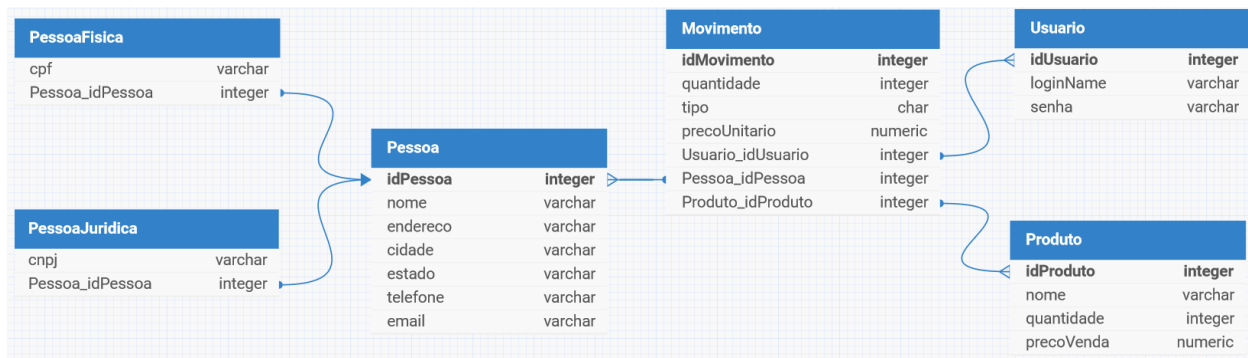 PessoaFisica
cpf varchar
Pessoa_idPessoa integer
PessoaJuridica
cnpj varchar
Pessoa_idPessoa integer
Pessoa
idPessoa integer
nome varchar
endereco varchar
cidade varchar
estado varchar
telefone varchar
email varchar
Movimento
idMovimento integer
quantidade integer
tipo char
precoUnitario numeric
Usuario_idUsuario integer
Pessoa_idPessoa integer
Produto_idProduto integer
Usuario
idUsuario integer
loginName varchar
senha varchar
Produto
idProduto integer
nome varchar
quantidade integer
precoVenda numeric